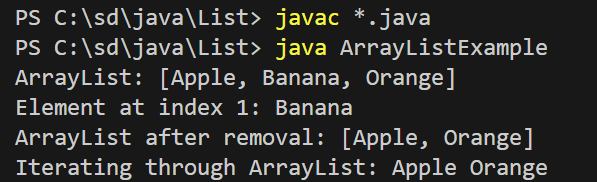 PS C:\sd\java\List> javac *.java
PS C:\sd\java\List> java ArrayListExample
ArrayList: [Apple, Banana, Orange]
Element at index 1: Banana
ArrayList after removal: [Apple, Orange]
Iterating through ArrayList: Apple Orange